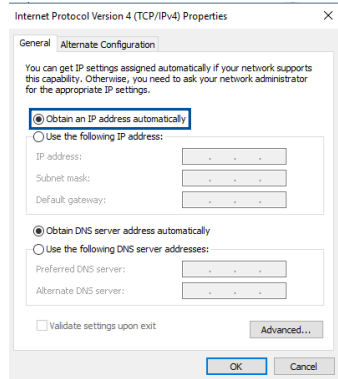 Internet Protocol Version 4 (TCP/IPv4) Properties
General
Alternate Configuration
You can get IP settings assigned automatically if your network supports
this capability. Otherwise, you need to ask your network administrator
for the appropriate IP settings.
Obtain an IP address automatically
Use the following IP address:
IP address:
Subnet mask:
Default gateway:
Obtain DNS server address automatically
Use the following DNS server addresses:
Preferred DNS server:
Alternate DNS server:
Validate settings upon exit
Advanced...
OK
Cancel